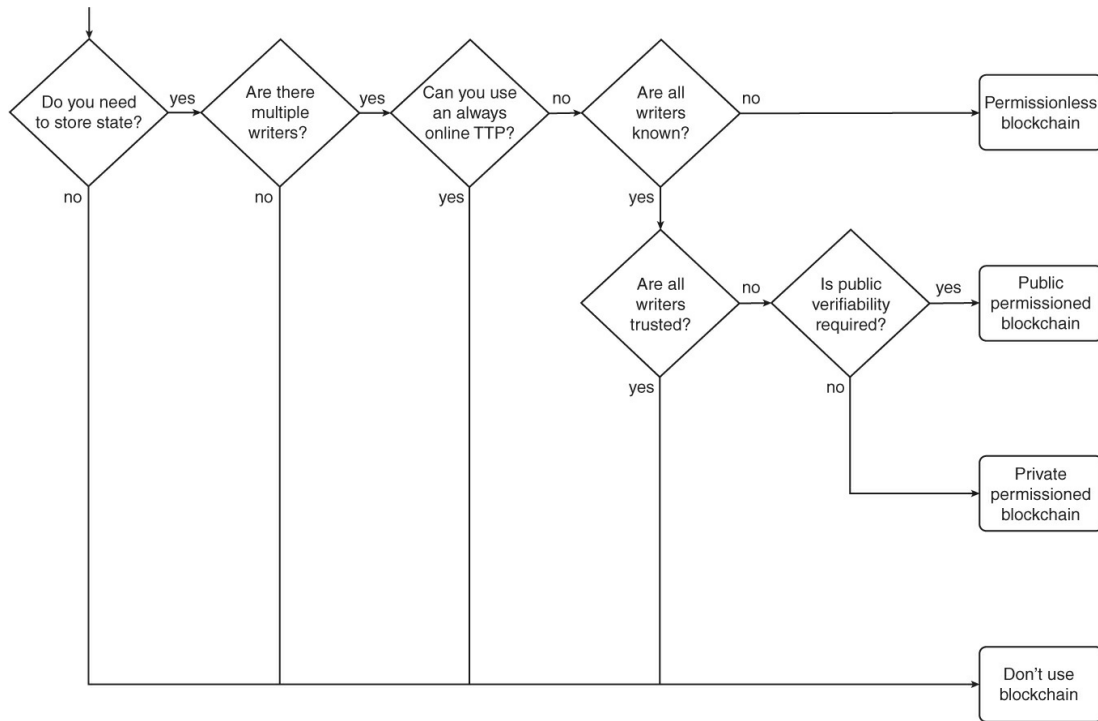 Do you need
to store state?
yes
no
Are there
multiple
writers?
yes
no
Can you use
an always
online TTP?
no
yes
Are all
writers
known?
no
yes
Permissionless
blockchain
Are all
writers
trusted?
no
yes
Is public
verifiability
required?
yes
no
Public
permissioned
blockchain
Private
permissioned
blockchain
Don’t use
blockchain